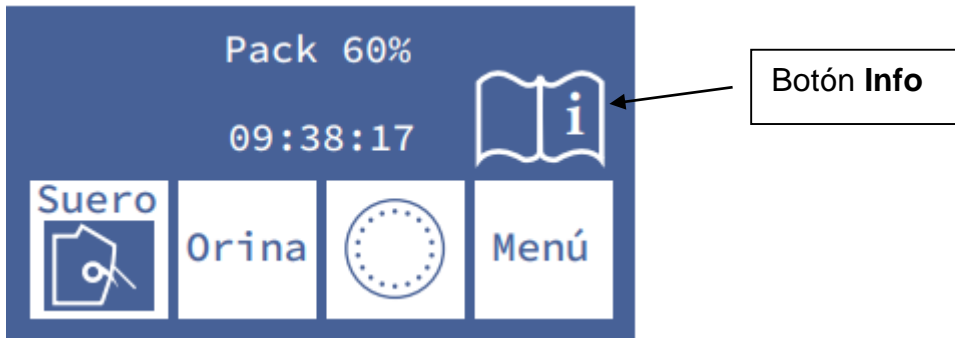 Pack 60%
Botón Info
09:38:17
i
Suero
Orina
Menú